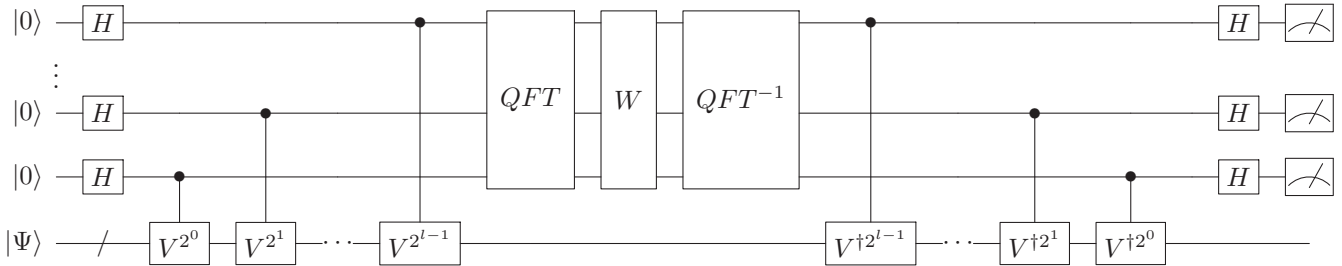 |0⟩ H H
⋮
QFT W QFT⁻¹
|0⟩ H H
|0⟩ H H
|Ψ⟩ V^{2^0} V^{2^1} ⋯ V^{2^{l−1}} V^{†2^{l−1}} ⋯ V^{†2^1} V^{†2^0}